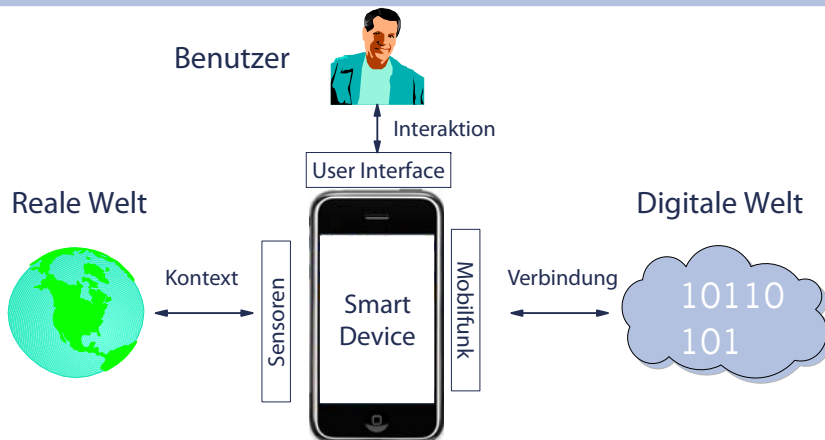 Benutzer
Interaktion
User Interface
Reale Welt
Digitale Welt
Kontext
Sensoren
Smart
Device
Mobilfunk
Verbindung
10110
101